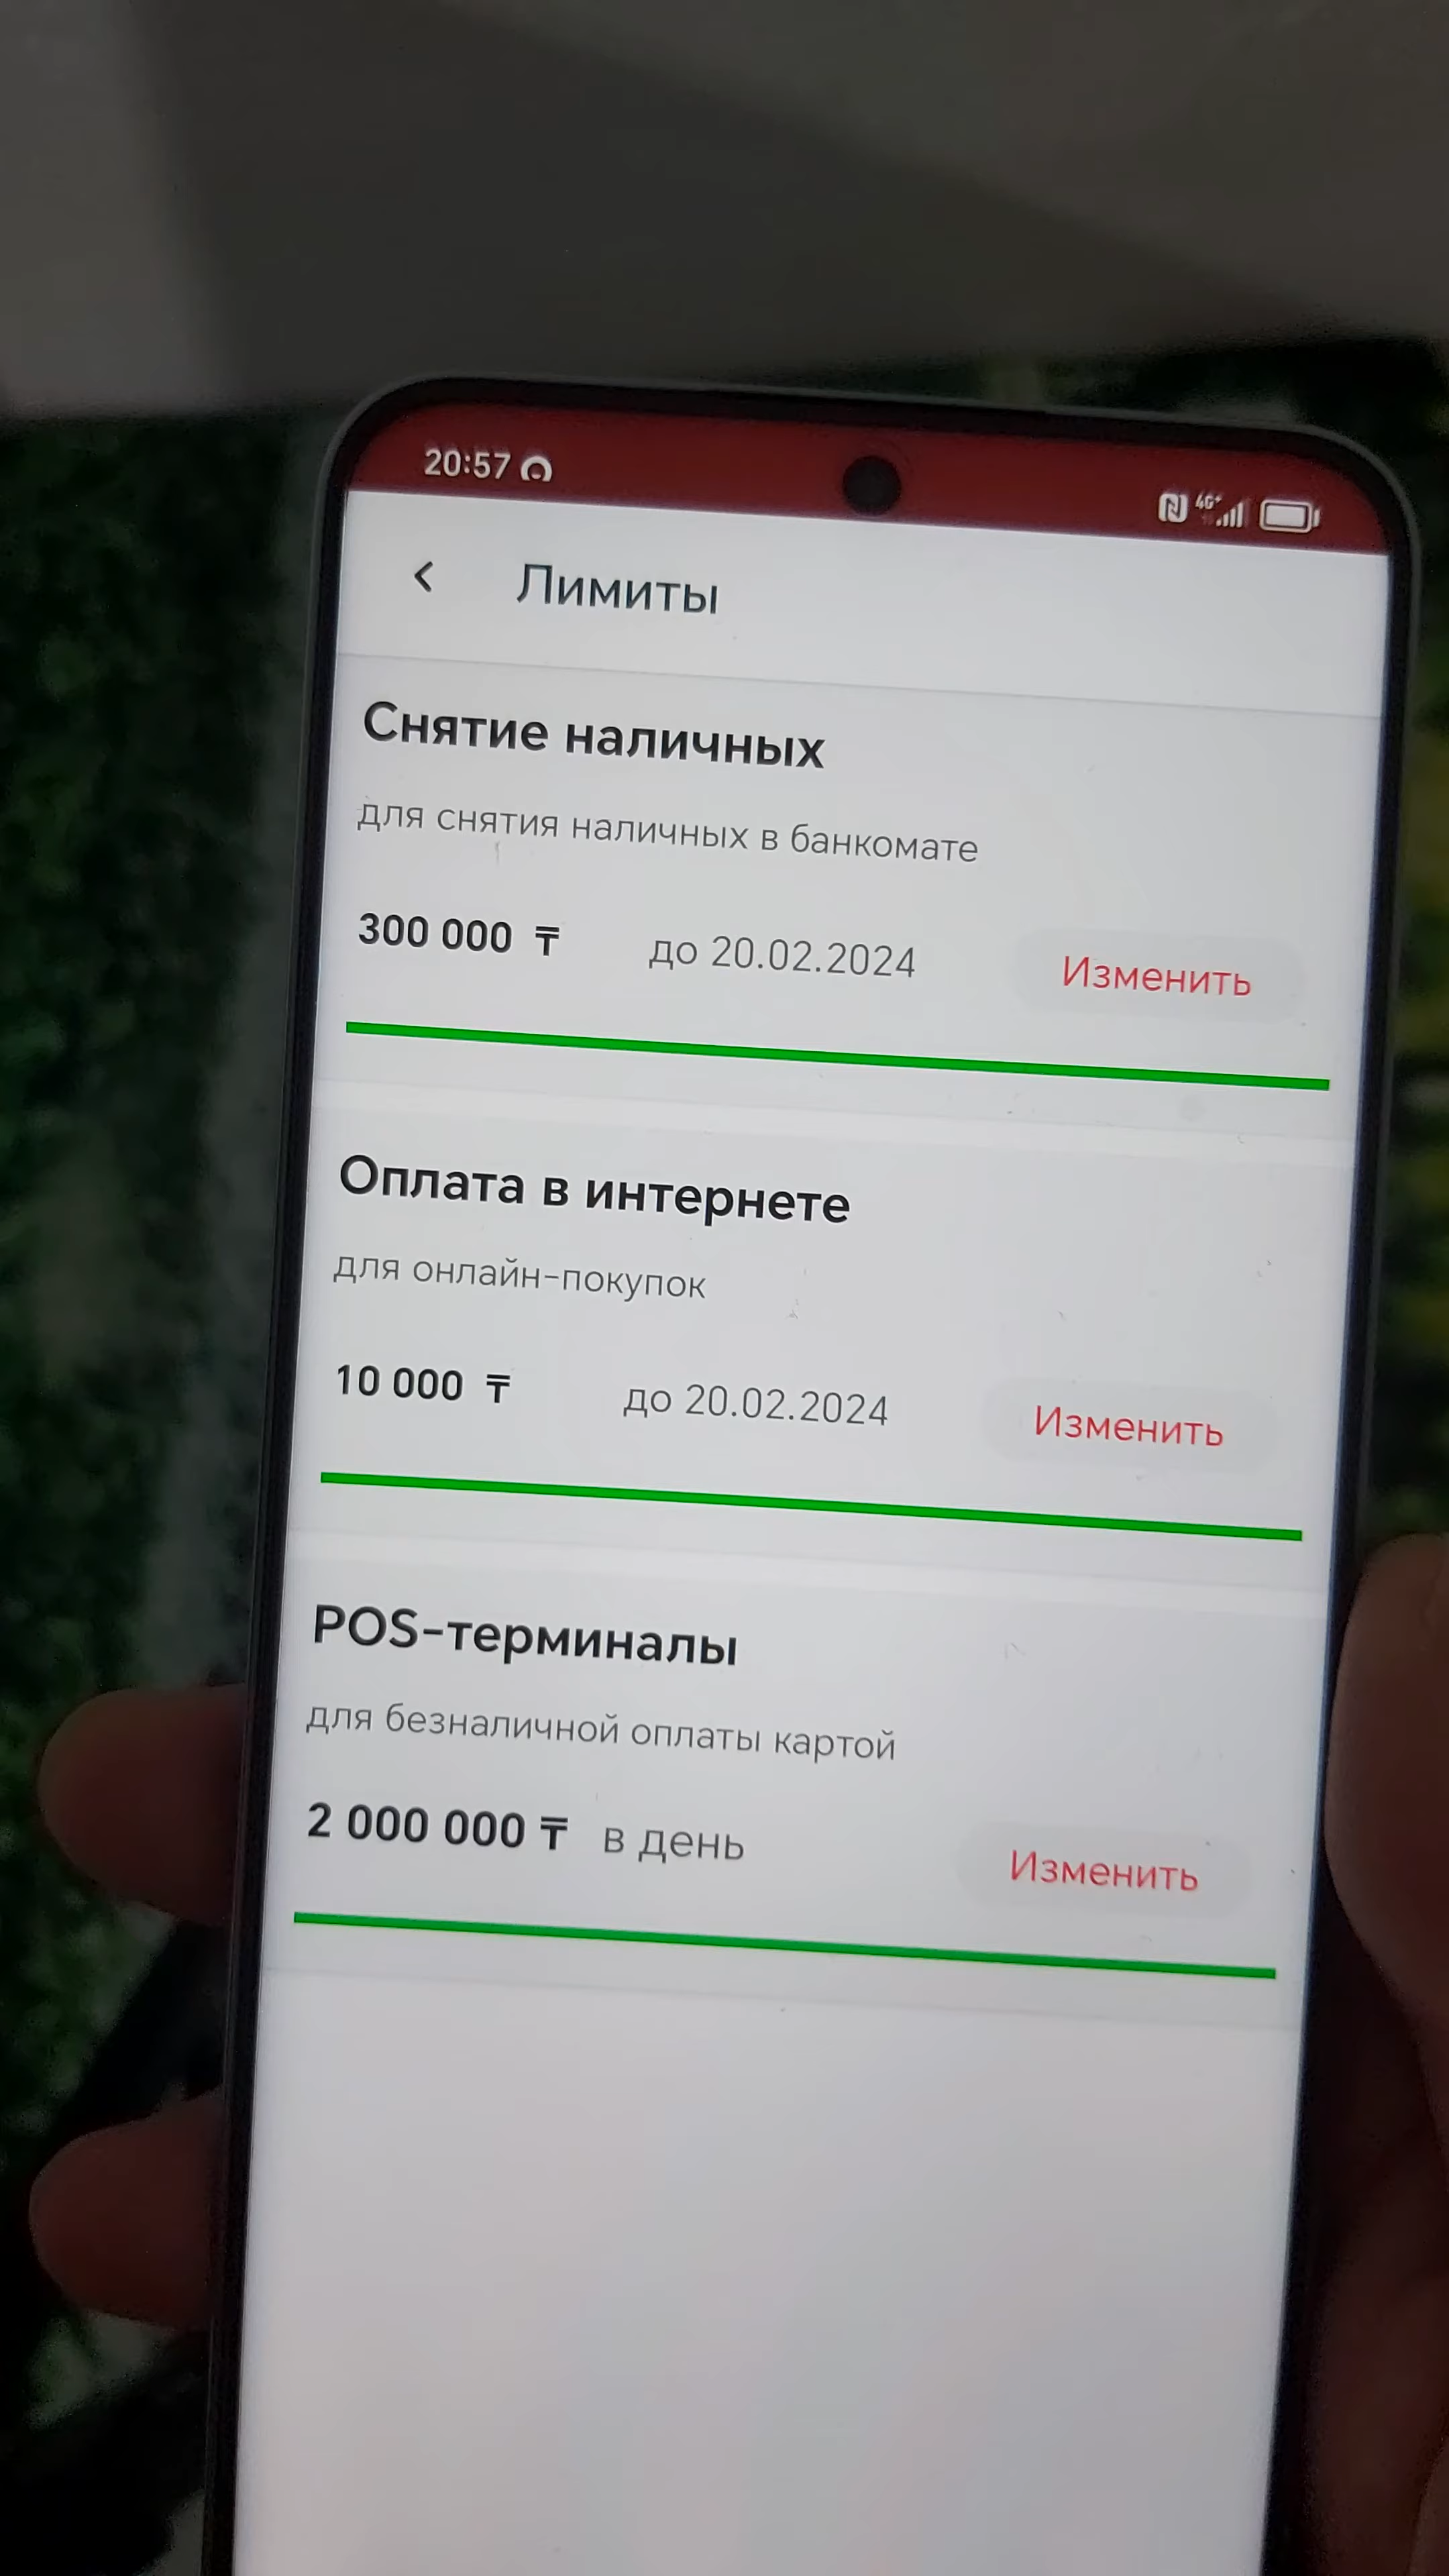 20:57
4G+
Лимиты
Снятие наличных
для снятия наличных в банкомате
300 000 ₸ до 20.02.2024 Изменить
Оплата в интернете
для онлайн-покупок
10 000 ₸ до 20.02.2024 Изменить
POS-терминалы
для безналичной оплаты картой
2 000 000 ₸ в день Изменить